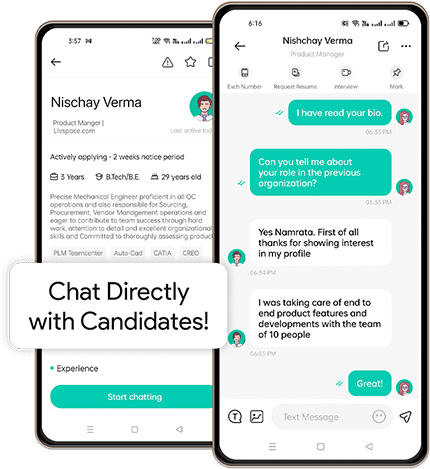 3:57
Nischay Verma
Product Manger |
Livspace.com
Last active tod
Actively applying - 2 weeks notice period
3 Years
B.Tech/B.E.
29 years old
Precise Mechanical Engineer proficient in all QC
operations and also responsible for Sourcing,
Procurement, Vendor Management operations and
eager to contribute to team success through hard
work, attention to detail and excellent organizational
skills and Committed to thoroughly assessing product
PLM Teamcenter
Auto-Cad
CATIA
CREO
Chat Directly
with Candidates!
Experience
Start chatting
6:16
Nishchay Verma
Product Manager
Exch Number
Request Resume
Interview
Mark
I have read your bio.
06:33 PM
Can you tell me about
your role in the previous
organization?
06:33 PM
Yes Namrata. First of all
thanks for showing interest
in my profile
06:34 PM
I was taking care of end to
end product features and
developments with the team
of 10 people
06:35 PM
Great!
T
Text Message